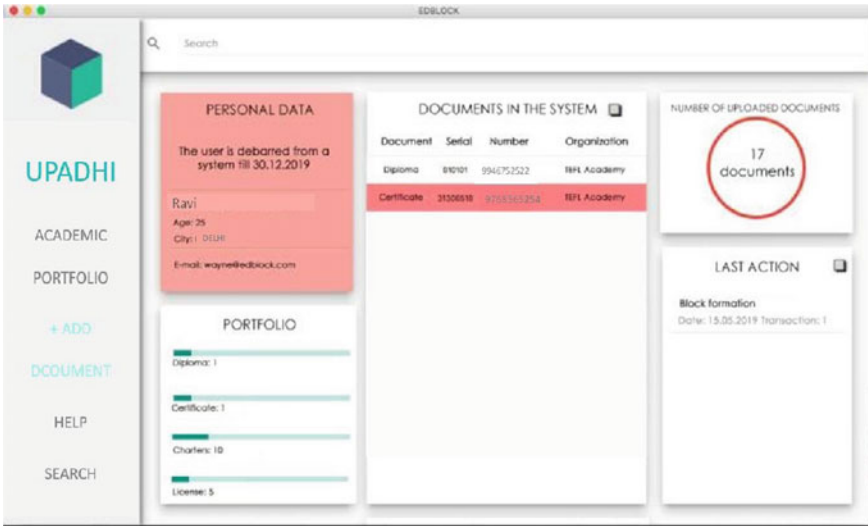 EDBLOCK
Search
UPADHI
ACADEMIC
PORTFOLIO
+ ADD
DCOUMENT
HELP
SEARCH
PERSONAL DATA
The user is debarred from a
system till 30.12.2019
Ravi
Age: 25
City: DELHI
E-mail: wayne@edblock.com
PORTFOLIO
Diploma: 1
Certificate: 1
Charters: 10
License: 5
DOCUMENTS IN THE SYSTEM
Document Serial Number Organization
Diploma 010101 9946752522 TEFL Academy
Certificate TEFL Academy
NUMBER OF UPLOADED DOCUMENTS
17
documents
LAST ACTION
Block formation
Date: 15.05.2019 Transaction: 1